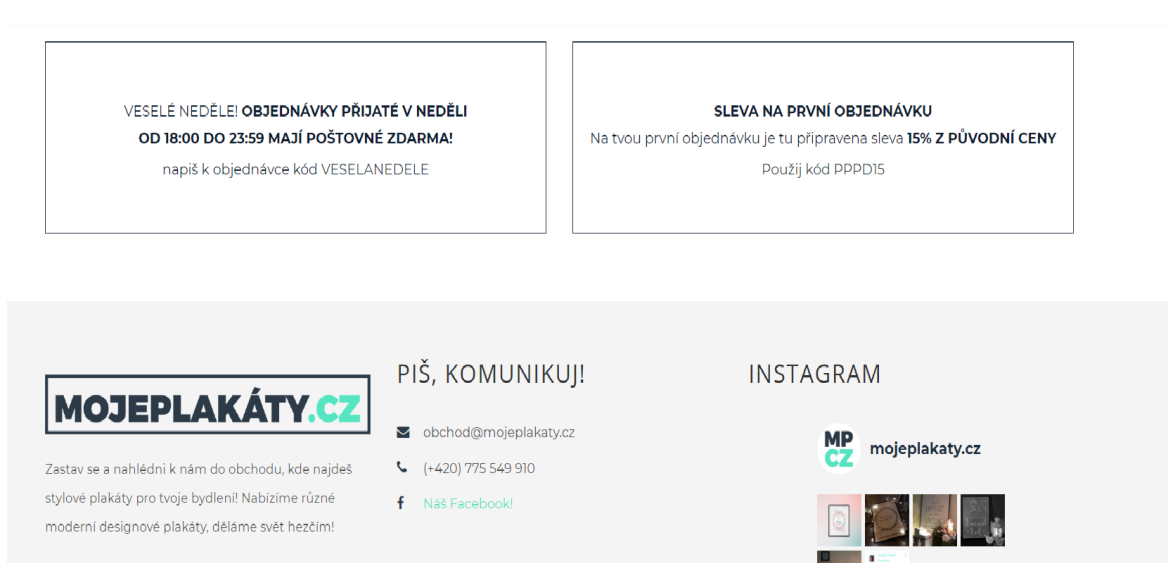 VESELÉ NEDĚLE! OBJEDNÁVKY PŘIJATÉ V NEDĚLI
OD 18:00 DO 23:59 MAJÍ POŠTOVNÉ ZDARMA!
napiš k objednávce kód VESELANEDELE
SLEVA NA PRVNÍ OBJEDNÁVKU
Na tvou první objednávku je tu připravena sleva 15% Z PŮVODNÍ CENY
Použij kód PPPD15
MOJEPLAKÁTY.CZ
Zastav se a nahlédni k nám do obchodu, kde najdeš
stylové plakáty pro tvoje bydlení! Nabízíme různé
moderní designové plakáty, děláme svět hezčím!
PIŠ, KOMUNIKUJ!
obchod@mojeplakaty.cz
(+420) 775 549 910
Náš Facebook!
INSTAGRAM
MP
CZ
mojeplakaty.cz